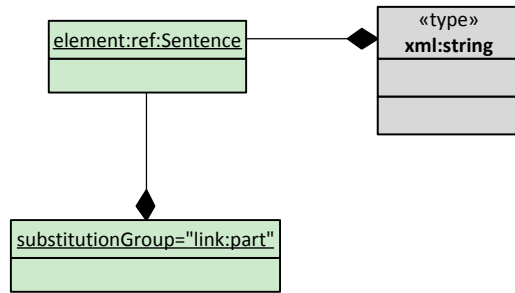 element:ref:Sentence
«type»
xml:string
substitutionGroup="link:part"